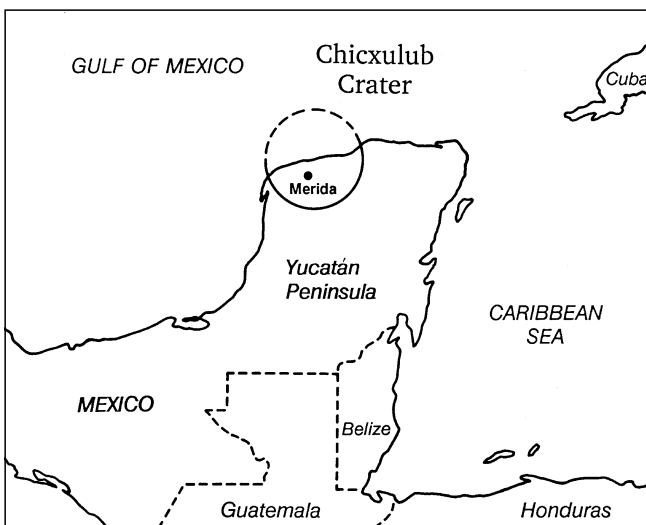 Chicxulub
Crater
GULF OF MEXICO
Cuba
Merida
Yucatán
Peninsula
CARIBBEAN
SEA
MEXICO
Belize
Guatemala
Honduras